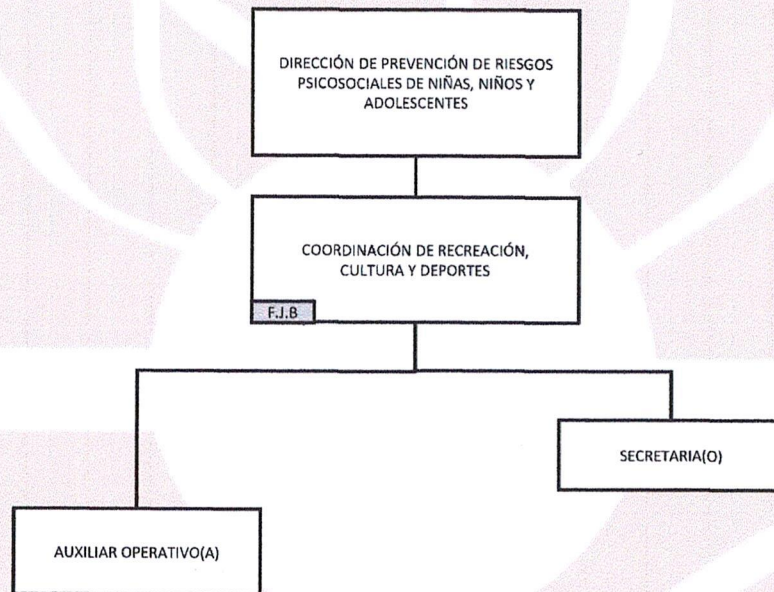 DIRECCIÓN DE PREVENCIÓN DE RIESGOS
PSICOSOCIALES DE NIÑAS, NIÑOS Y
ADOLESCENTES
COORDINACIÓN DE RECREACIÓN,
CULTURA Y DEPORTES
F.J.B
SECRETARIA(O)
AUXILIAR OPERATIVO(A)